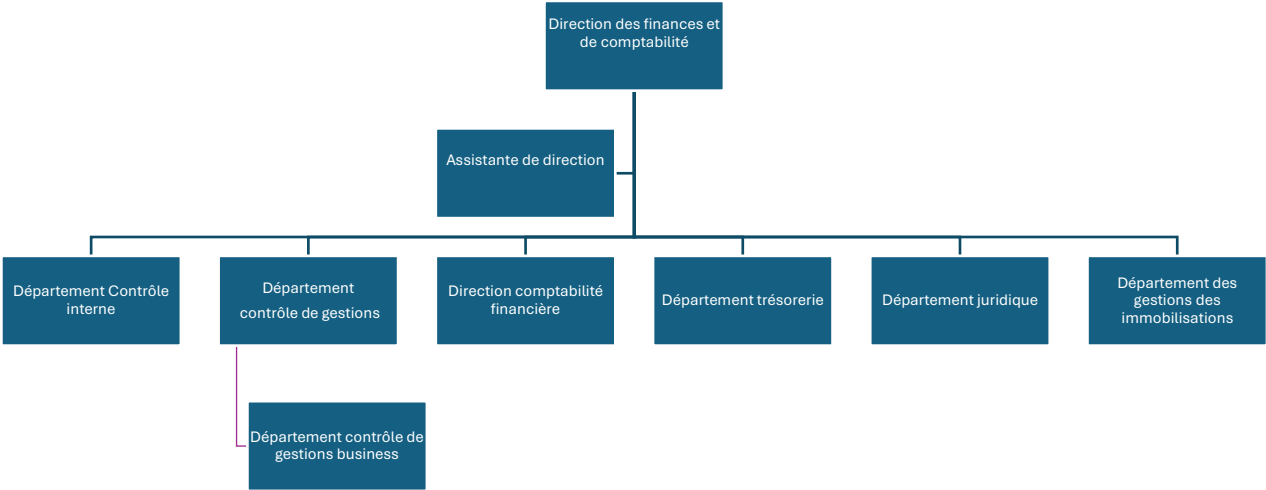 Direction des finances et
de comptabilité
Assistante de direction
Département Contrôle
interne
Département
contrôle de gestions
Direction comptabilité
financière
Département trésorerie
Département juridique
Département des
gestions des
immobilisations
Département contrôle de
gestions business